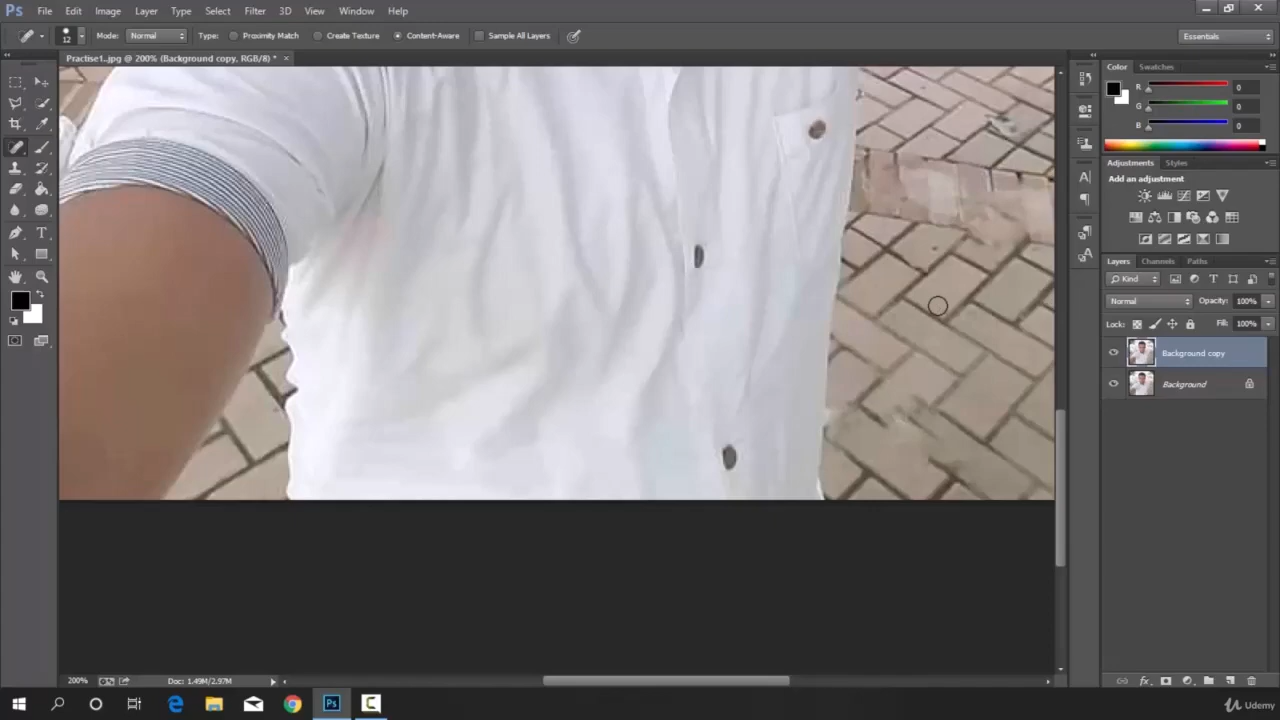 Ps File Edit Image Layer Type Select Filter 3D View Window Help
12 Mode: Normal Type: Proximity Match Create Texture Content-Aware Sample All Layers Essentials
Practise1..jpg @ 200% (Background copy, RGB/8) * ×
Color Swatches
R 0
G 0
B 0
Adjustments Styles
Add an adjustment
Layers Channels Paths
Kind
Normal Opacity: 100%
Lock: Fill: 100%
Background copy
Background
200% Doc: 1.49M/2.97M
Udemy